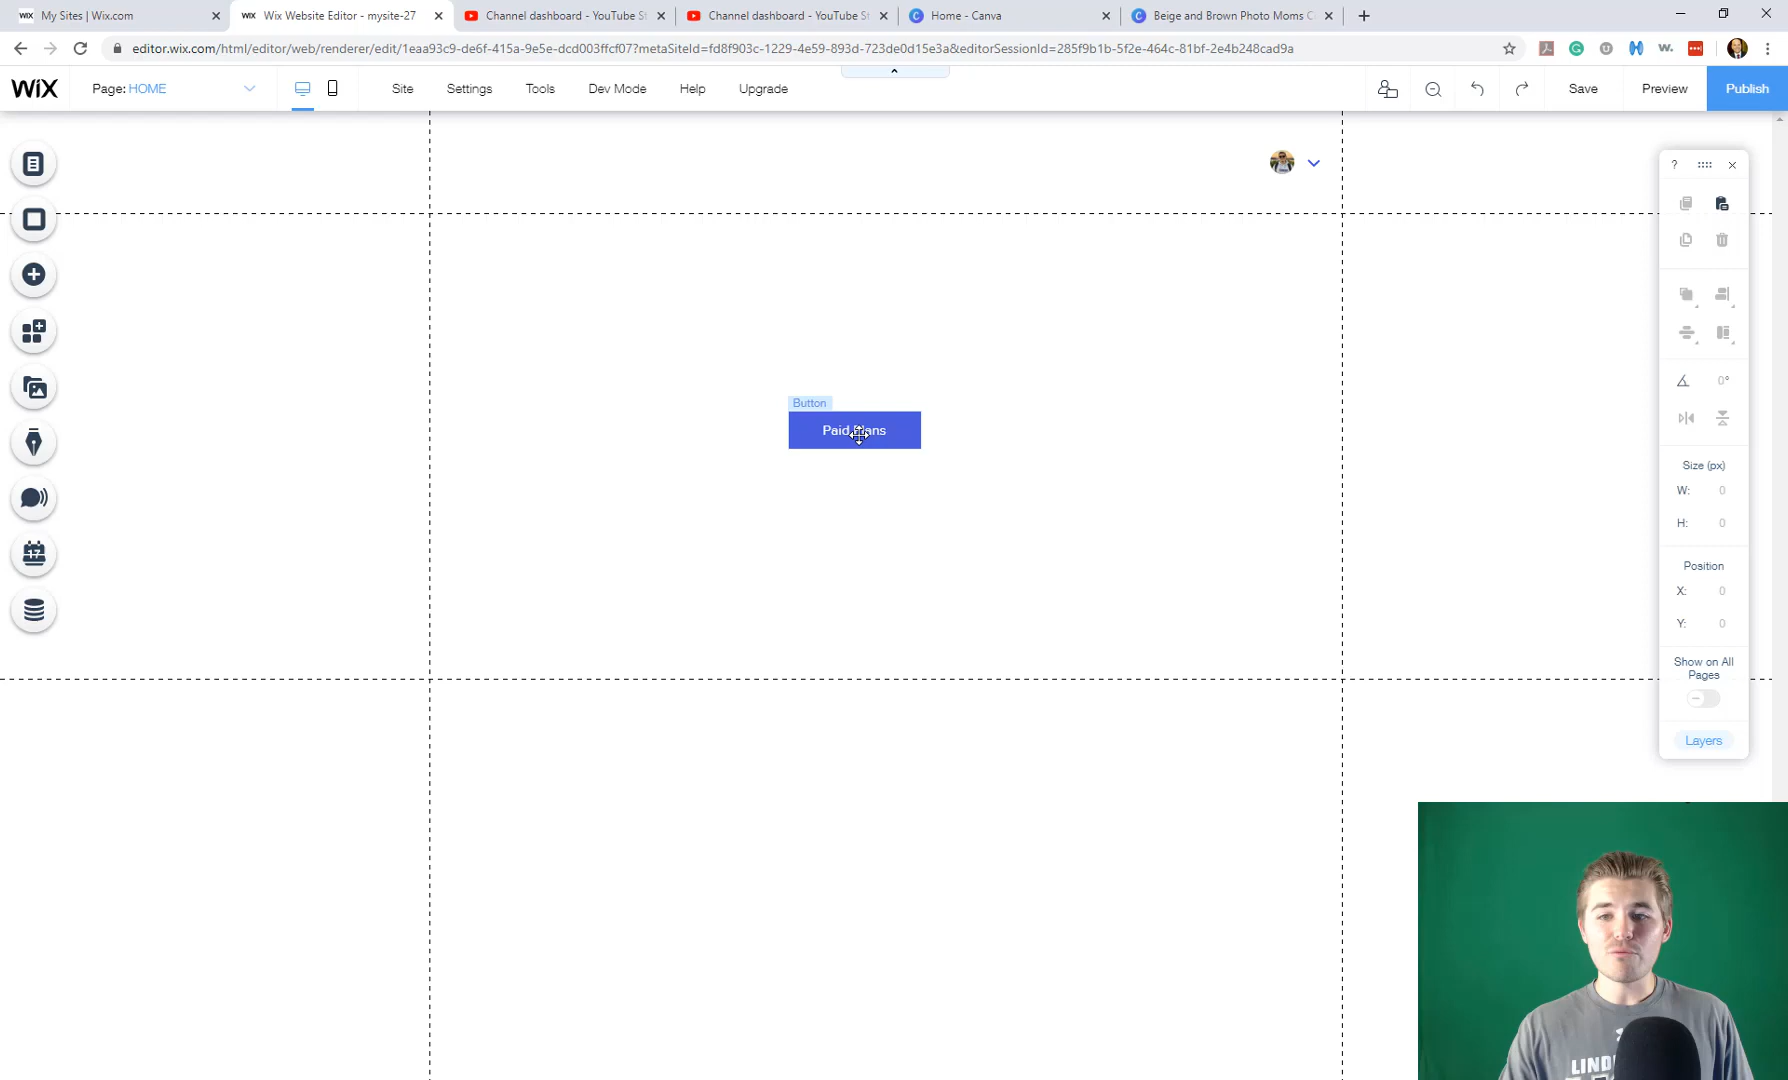 WiX My Sites | Wix.com
WiX Wix Website Editor - mysite-27
Channel dashboard - YouTube St
Channel dashboard - YouTube St
Home - Canva
Beige and Brown Photo Moms C
editor.wix.com/html/editor/web/renderer/edit/1eaa93c9-de6f-415a-9e5e-dcd003ffcf07?metaSiteId=fd8f903c-1229-4e59-893d-723de0d15e3a&editorSessionId=285f9b1b-5f2e-464c-81bf-2e4b248cad9a
WiX
Page: HOME
Site
Settings
Tools
Dev Mode
Help
Upgrade
Save
Preview
Publish
?
17
Button
Paid Plans
0°
Size (px)
W: 0
H: 0
Position
X: 0
Y: 0
Show on All
Pages
Layers